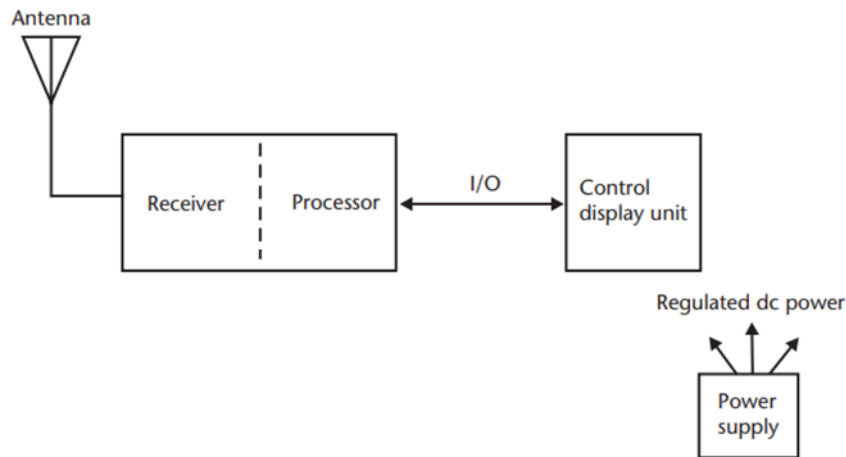 Antenna
Receiver
Processor
I/O
Control
display unit
Regulated dc power
Power
supply